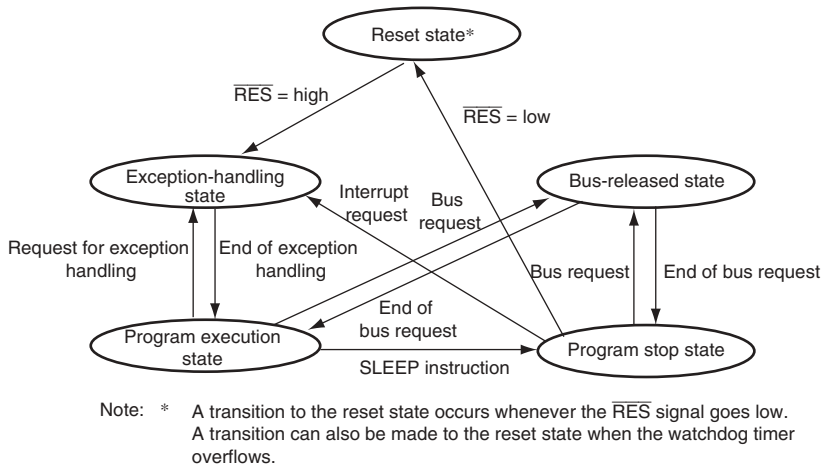 Reset state*
RES = high
RES = low
Exception-handling
state
Interrupt
request
Bus
request
Bus-released state
Request for exception
handling
End of exception
handling
Bus request
End of bus request
End of
bus request
Program execution
state
SLEEP instruction
Program stop state
Note: * A transition to the reset state occurs whenever the RES signal goes low.
A transition can also be made to the reset state when the watchdog timer
overflows.